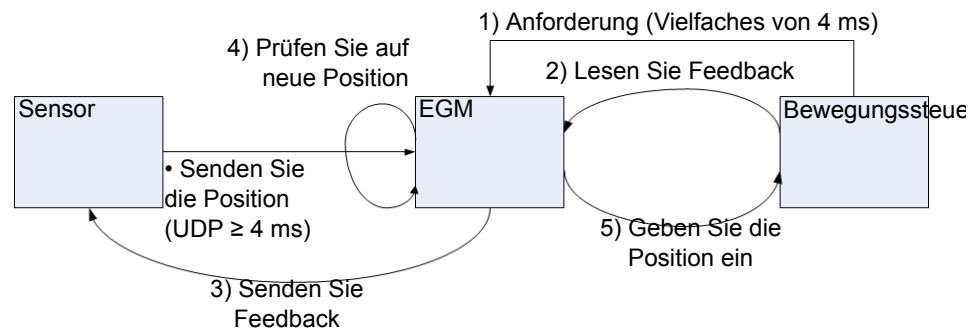 1) Anforderung (Vielfaches von 4 ms)
4) Prüfen Sie auf
neue Position
2) Lesen Sie Feedback
Sensor
EGM
Bewegungssteue
• Senden Sie
die Position
(UDP ≥ 4 ms)
5) Geben Sie die
Position ein
3) Senden Sie
Feedback